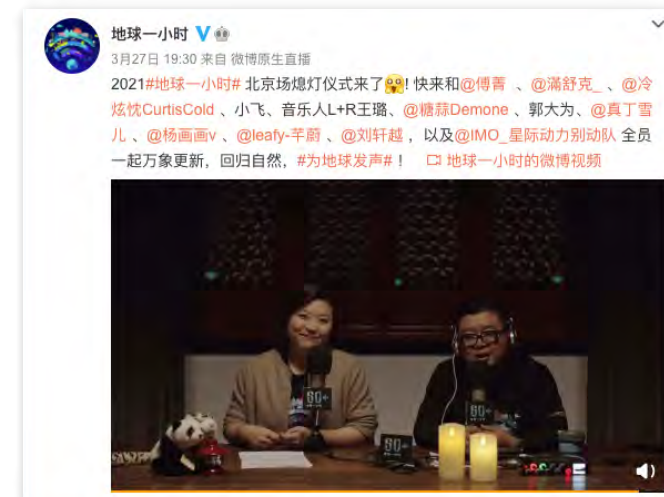 地球一小时
3月27日 19:30 来自 微博原生直播
2021#地球一小时# 北京场熄灯仪式来了! 快来和@傅菁 、@滿舒克_ 、@冷
炫忱CurtisCold 、小飞、音乐人L+R王璐、@糖蒜Demone 、郭大为、@真丁雪
儿 、@杨画画v 、@leafy-芊蔚 、@刘轩越 ，以及@IMO_星际动力别动队 全员
一起万象更新，回归自然，#为地球发声# ！ 地球一小时的微博视频
60+
60+
60+